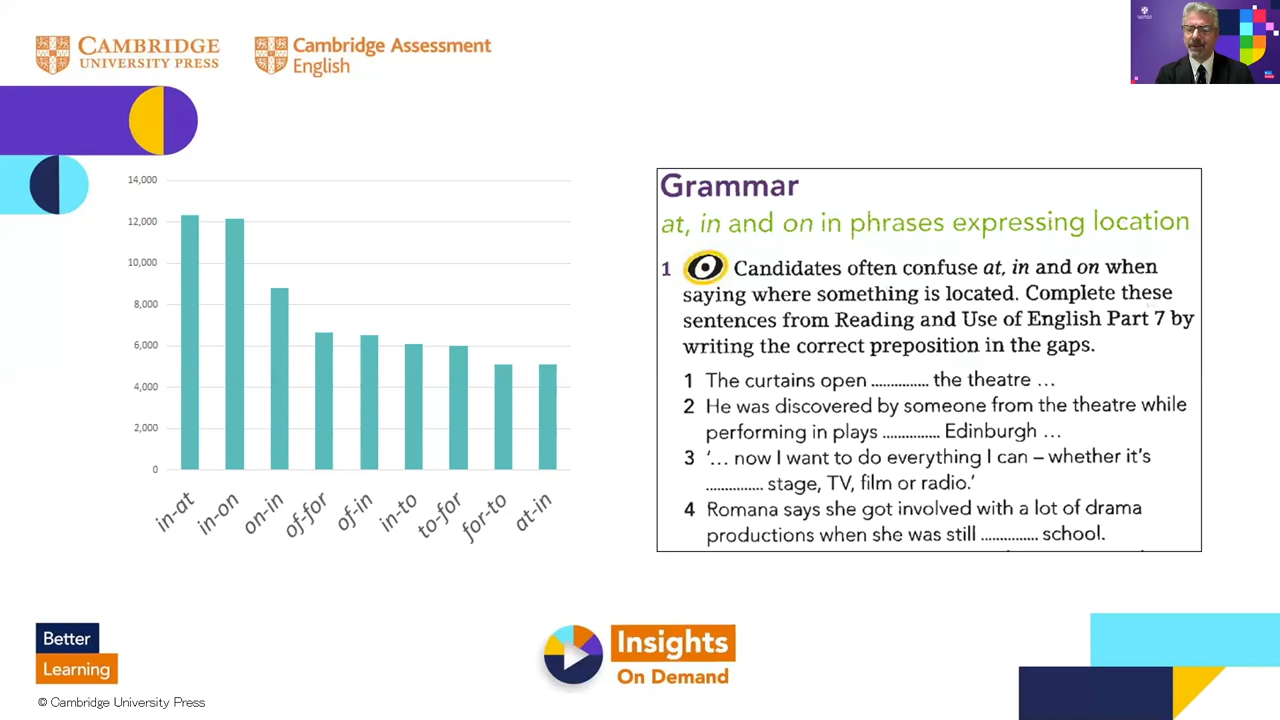 CAMBRIDGE
UNIVERSITY PRESS
Cambridge Assessment
English
14,000
12,000
10,000
8,000
6,000
4,000
2,000
0
in-at
in-on
on-in
of-for
of-in
in-to
to-for
for-to
at-in
Grammar
at, in and on in phrases expressing location
1 Candidates often confuse at, in and on when
saying where something is located. Complete these
sentences from Reading and Use of English Part 7 by
writing the correct preposition in the gaps.
1 The curtains open .............. the theatre ...
2 He was discovered by someone from the theatre while
performing in plays .............. Edinburgh ...
3 '... now I want to do everything I can – whether it's
.............. stage, TV, film or radio.'
4 Romana says she got involved with a lot of drama
productions when she was still .............. school.
Better
Learning
Insights
On Demand
© Cambridge University Press